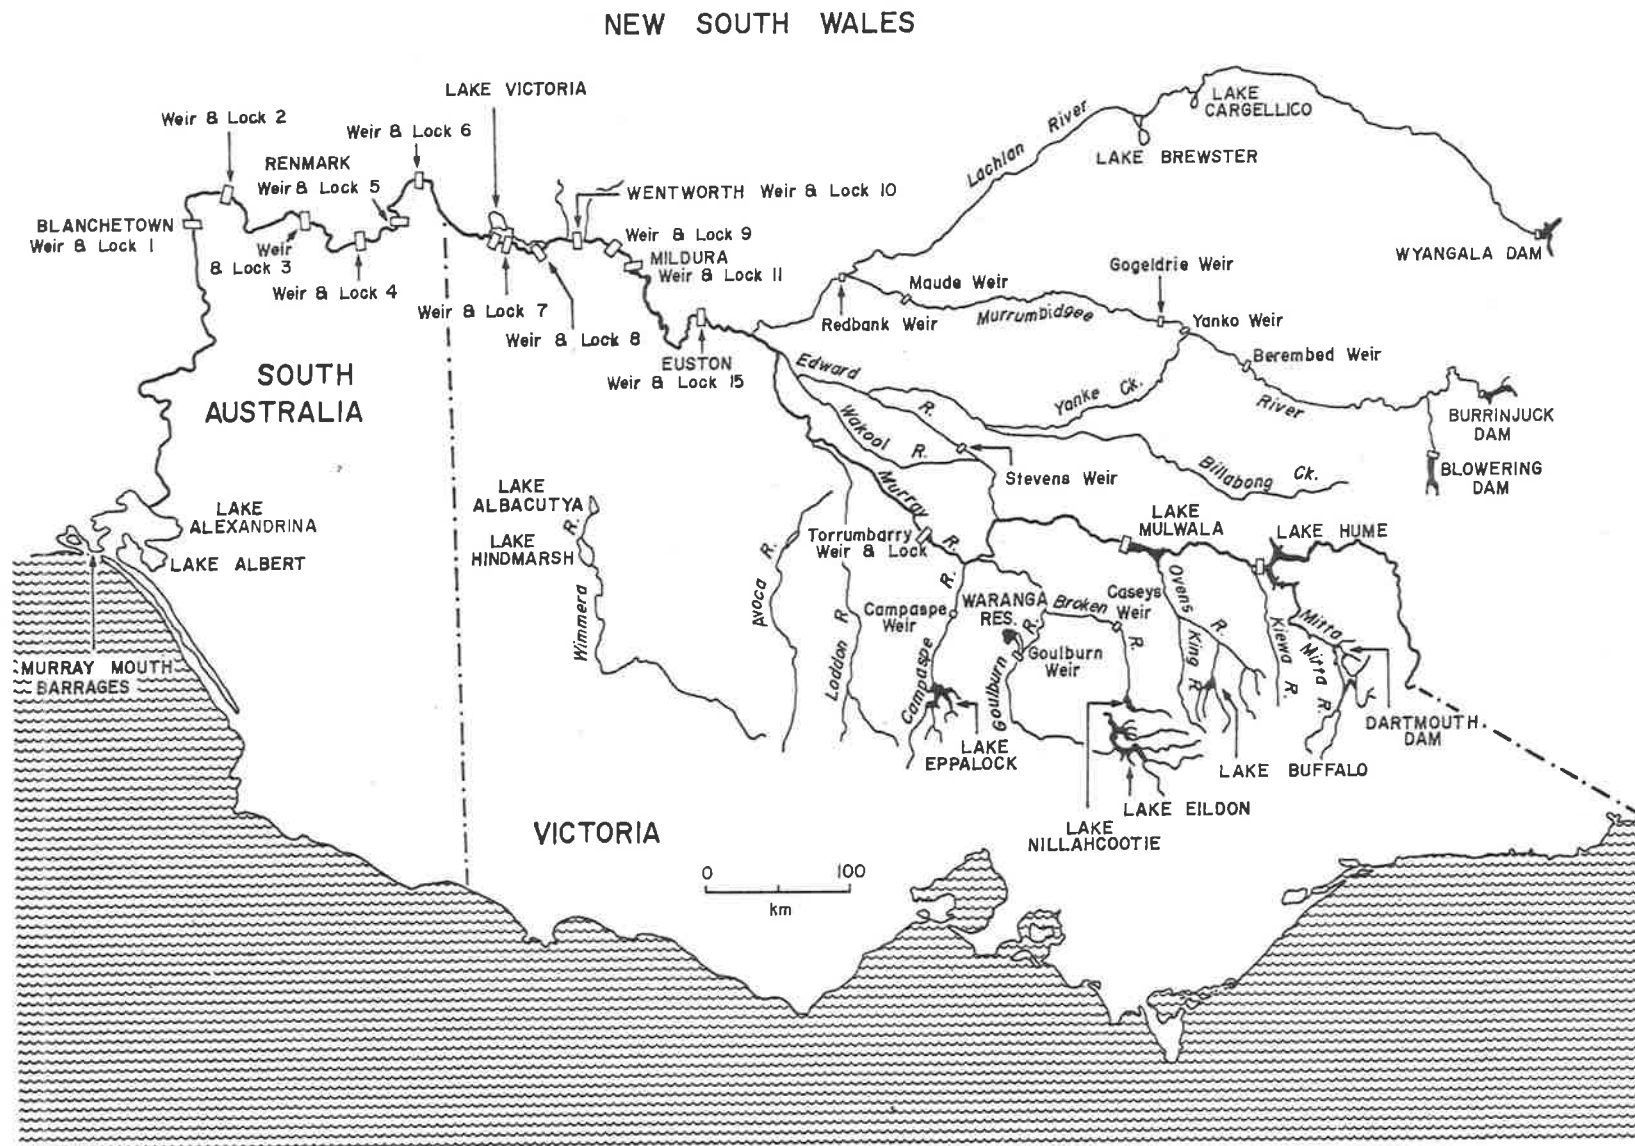 NEW SOUTH WALES
LAKE VICTORIA
Weir & Lock 2
Weir & Lock 6
RENMARK
Weir & Lock 5
BLANCHETOWN
Weir & Lock 1
Weir
& Lock 3
Weir & Lock 4
WENTWORTH Weir & Lock 10
Weir & Lock 9
MILDURA
Weir & Lock 11
Weir & Lock 7
Weir & Lock 8
EUSTON
Weir & Lock 15
Lachlan River
LAKE
CARGELLICO
LAKE BREWSTER
WYANGALA DAM
Gogeldrie Weir
Maude Weir
Redbank Weir
Murrumbidgee
Yanko Weir
Berembed Weir
River
BURRINJUCK
DAM
BLOWERING
DAM
Edward
R.
Yanke Ck.
Wakool R.
Billabong Ck.
Stevens Weir
SOUTH
AUSTRALIA
LAKE
ALEXANDRINA
LAKE ALBERT
MURRAY MOUTH
BARRAGES
LAKE
ALBACUTYA
LAKE
HINDMARSH
Wimmera R.
Avoca R.
Loddon R
Murray
R.
Torrumbarry
Weir & Lock
LAKE
MULWALA
LAKE HUME
Campaspe
Weir
Campaspe R.
WARANGA
RES.
Broken
R.
Caseys
Weir
Goulburn R.
Goulburn
Weir
Ovens
R.
King R
Kiewa R.
Mitta
Mitta R.
DARTMOUTH
DAM
LAKE
EPPALOCK
LAKE BUFFALO
LAKE EILDON
LAKE
NILLAHCOOTIE
VICTORIA
0 100
km